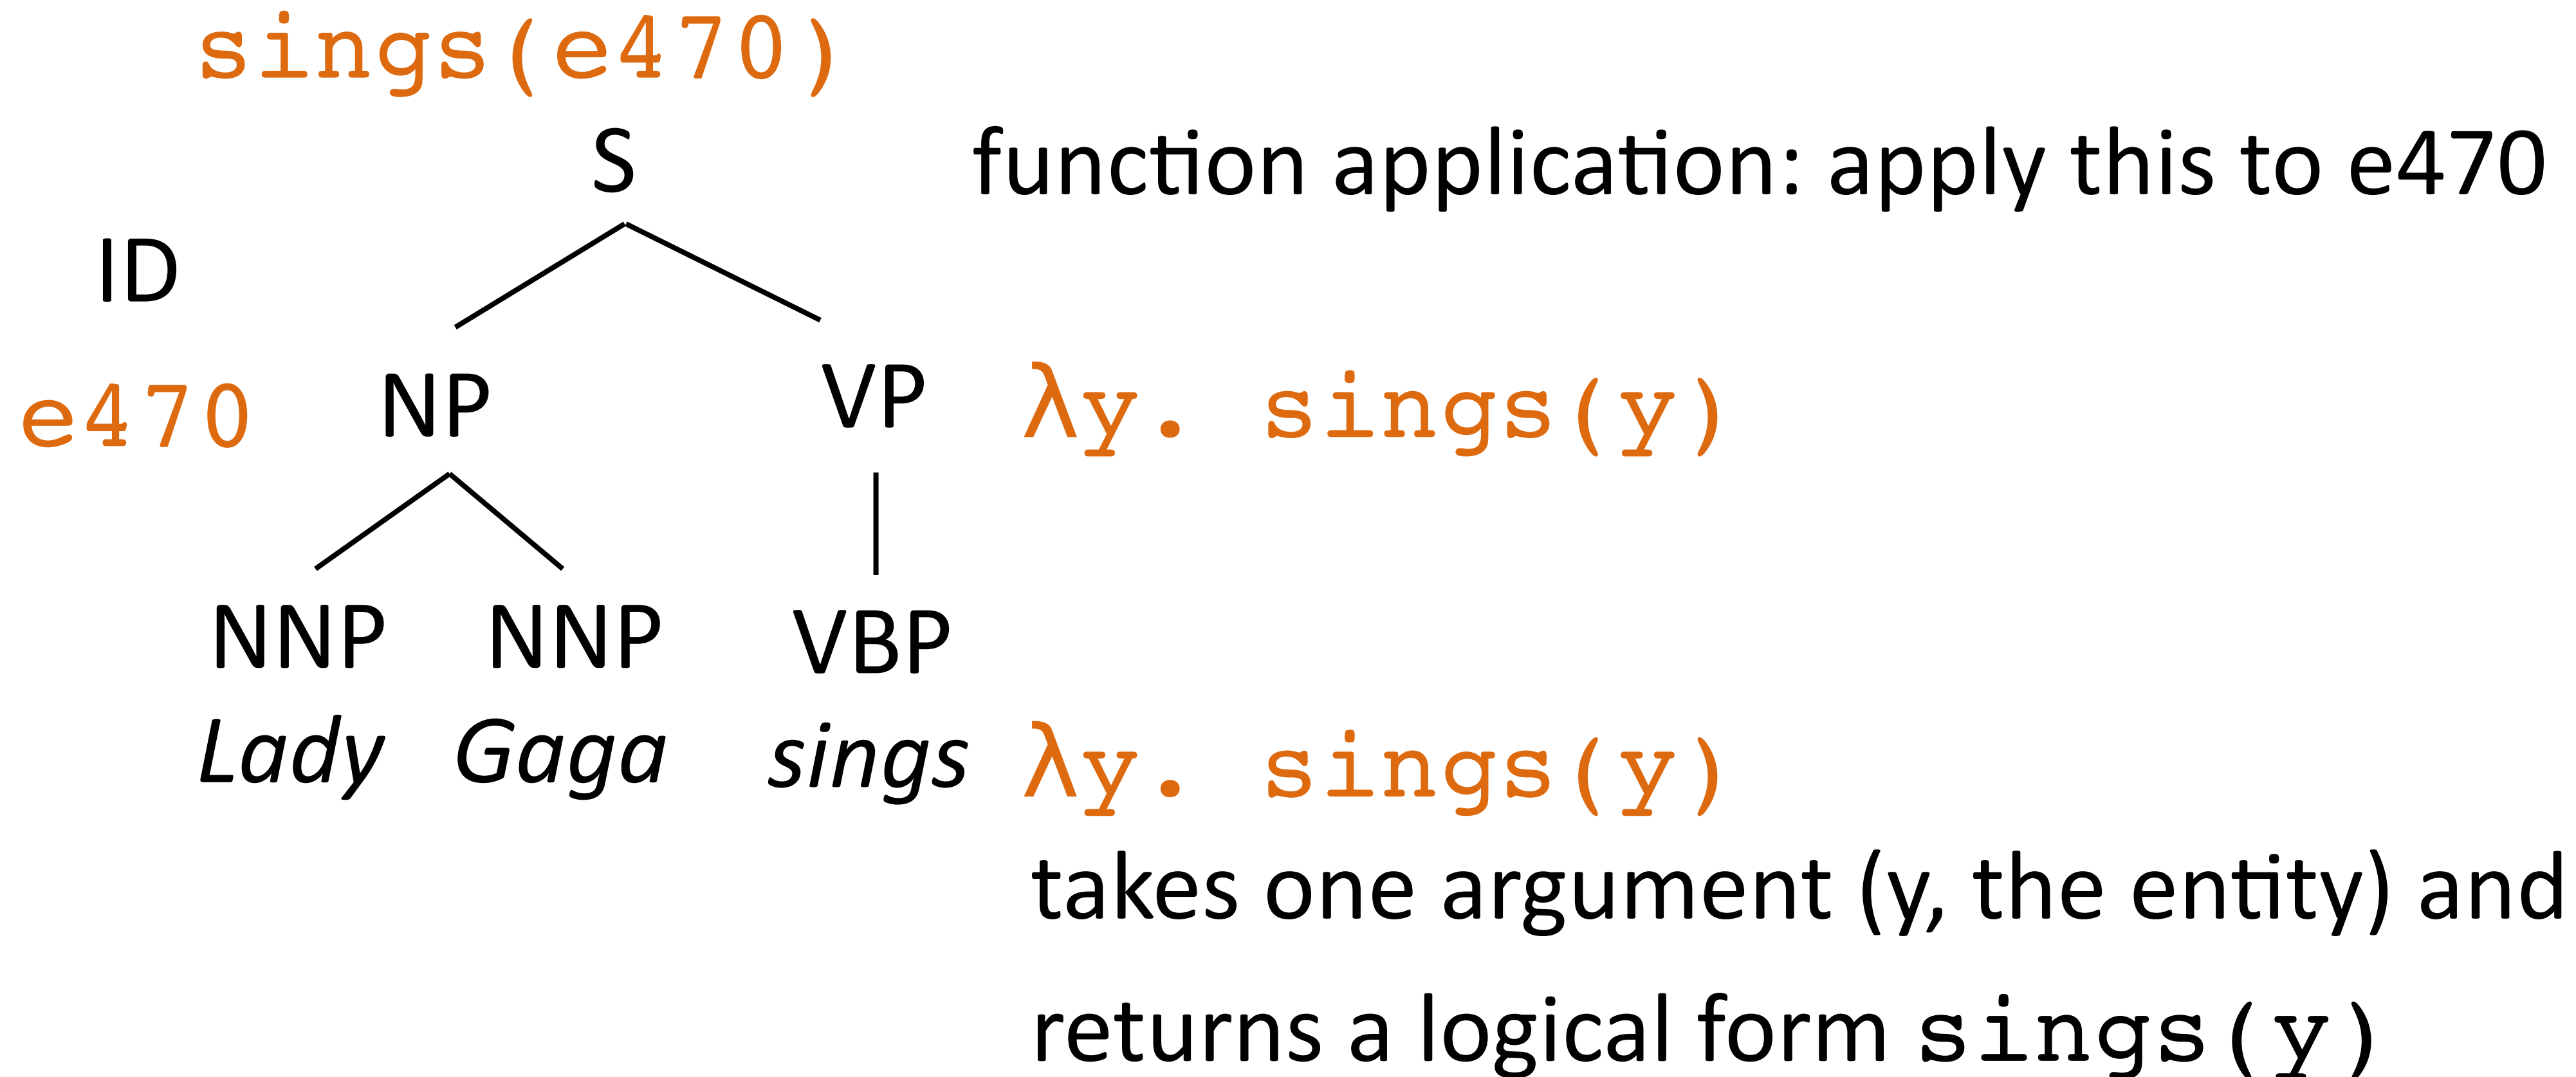 sings(e470)
S function application: apply this to e470
ID
e470 NP VP λy. sings(y)
NNP NNP VBP
Lady Gaga sings λy. sings(y)
takes one argument (y, the entity) and
returns a logical form sings(y)